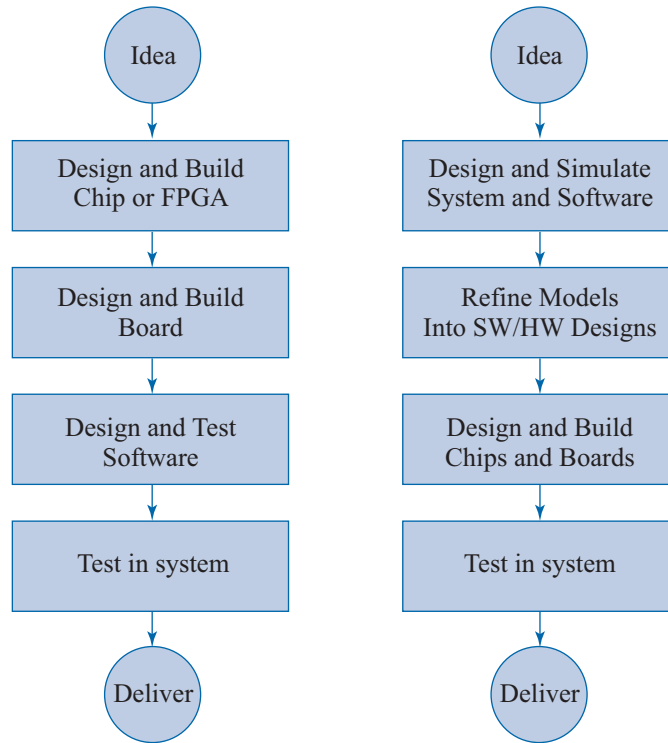 Idea
Design and Build
Chip or FPGA
Design and Build
Board
Design and Test
Software
Test in system
Deliver
Idea
Design and Simulate
System and Software
Refine Models
Into SW/HW Designs
Design and Build
Chips and Boards
Test in system
Deliver